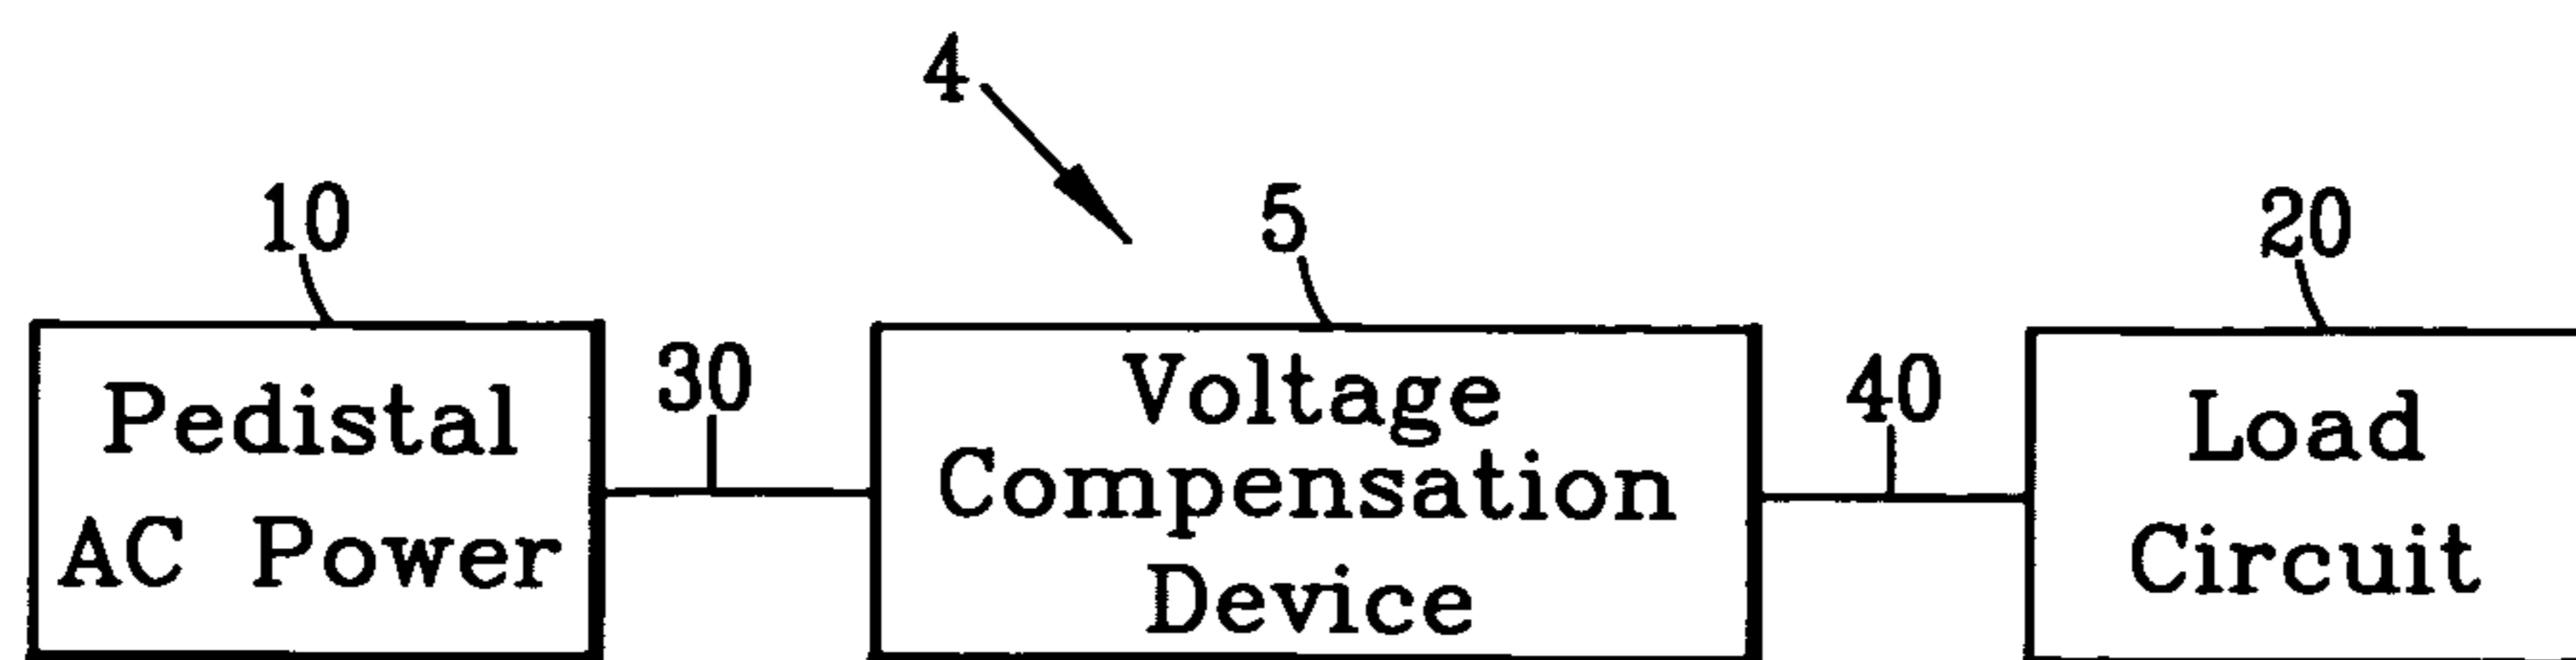 4
10
5
20
Pedistal
AC Power
30
Voltage
Compensation
Device
40
Load
Circuit